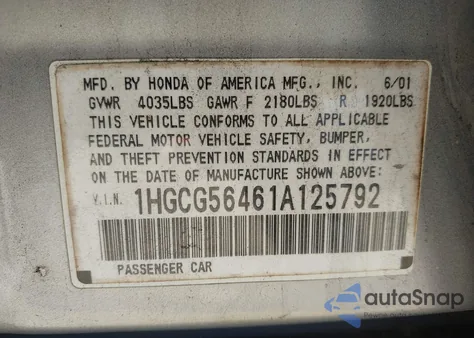 MFD. BY HONDA OF AMERICA MFG., INC. 6/01
GVWR 4035LBS GAWR F 2180LBS R 1920LBS
THIS VEHICLE CONFORMS TO ALL APPLICABLE
FEDERAL MOTOR VEHICLE SAFETY, BUMPER,
AND THEFT PREVENTION STANDARDS IN EFFECT
ON THE DATE OF MANUFACTURE SHOWN ABOVE:
V.I.N. 1HGCG56461A125792
PASSENGER CAR
autoSnap